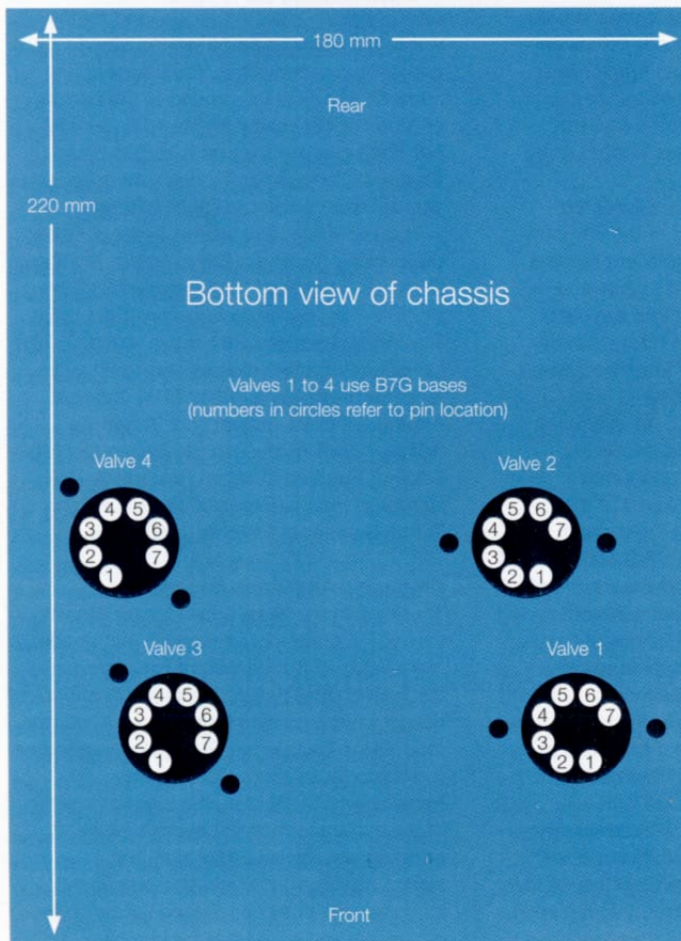 180 mm
Rear
220 mm
Bottom view of chassis
Valves 1 to 4 use B7G bases
(numbers in circles refer to pin location)
Valve 4
4 5
3 6
2 7
1
Valve 2
5 6
4 7
3
2 1
Valve 3
4 5
3 6
2 7
1
Valve 1
5 6
4 7
3
2 1
Front